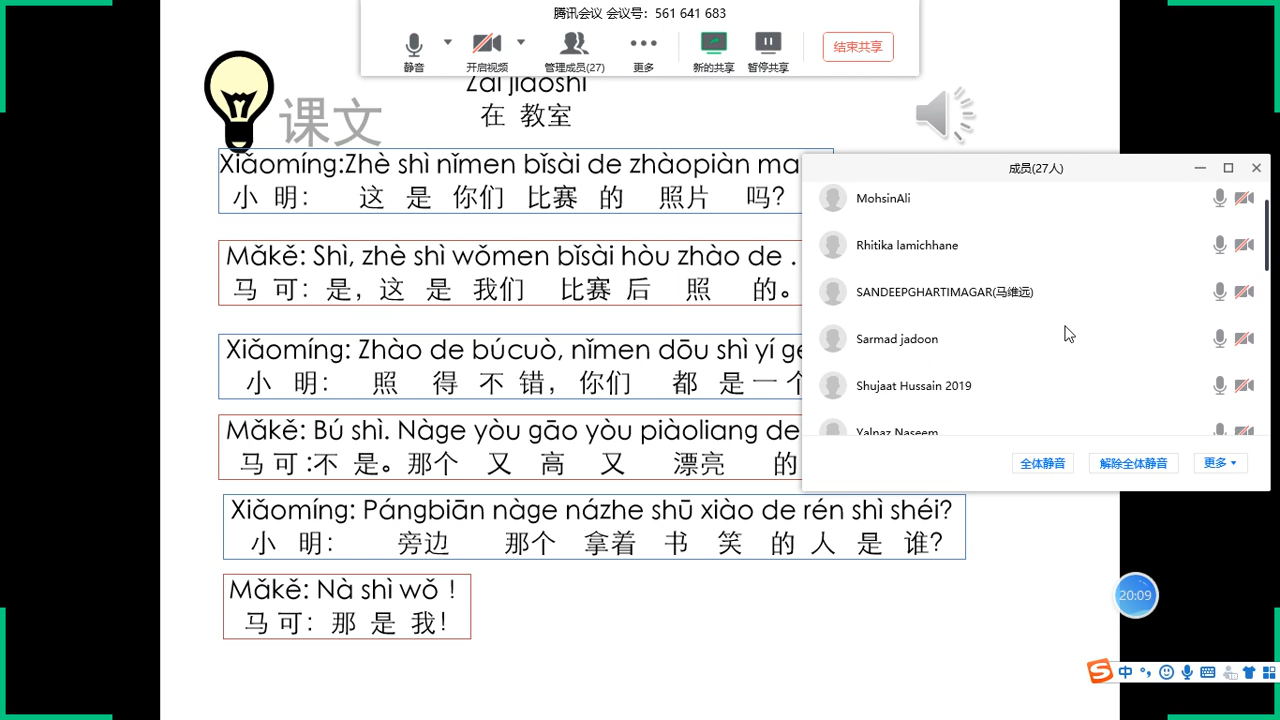 腾讯会议 会议号：561 641 683
静音
开启视频
管理成员(27)
更多
新的共享
暂停共享
结束共享
课文
Zài jiàoshì
在 教室
Xiǎomíng:Zhè shì nǐmen bǐsài de zhàopiàn ma
小 明： 这 是 你们 比赛 的 照片 吗？
Mǎkě: Shì, zhè shì wǒmen bǐsài hòu zhào de .
马 可：是，这 是 我们 比赛 后 照 的。
Xiǎomíng: Zhào de búcuò, nǐmen dōu shì yí ge
小 明： 照 得 不 错， 你们 都 是 一 个
Mǎkě: Bú shì. Nàge yòu gāo yòu piàoliang de
马 可 :不 是。那个 又 高 又 漂亮 的
Xiǎomíng: Pángbiān nàge názhe shū xiào de rén shì shéi?
小 明： 旁边 那个 拿着 书 笑 的 人 是 谁？
Mǎkě: Nà shì wǒ！
马 可：那 是 我！
成员(27人)
MohsinAli
Rhitika lamichhane
SANDEEPGHARTIMAGAR(马维远)
Sarmad jadoon
Shujaat Hussain 2019
Yalnaz Naseem
全体静音
解除全体静音
更多
20:09
中